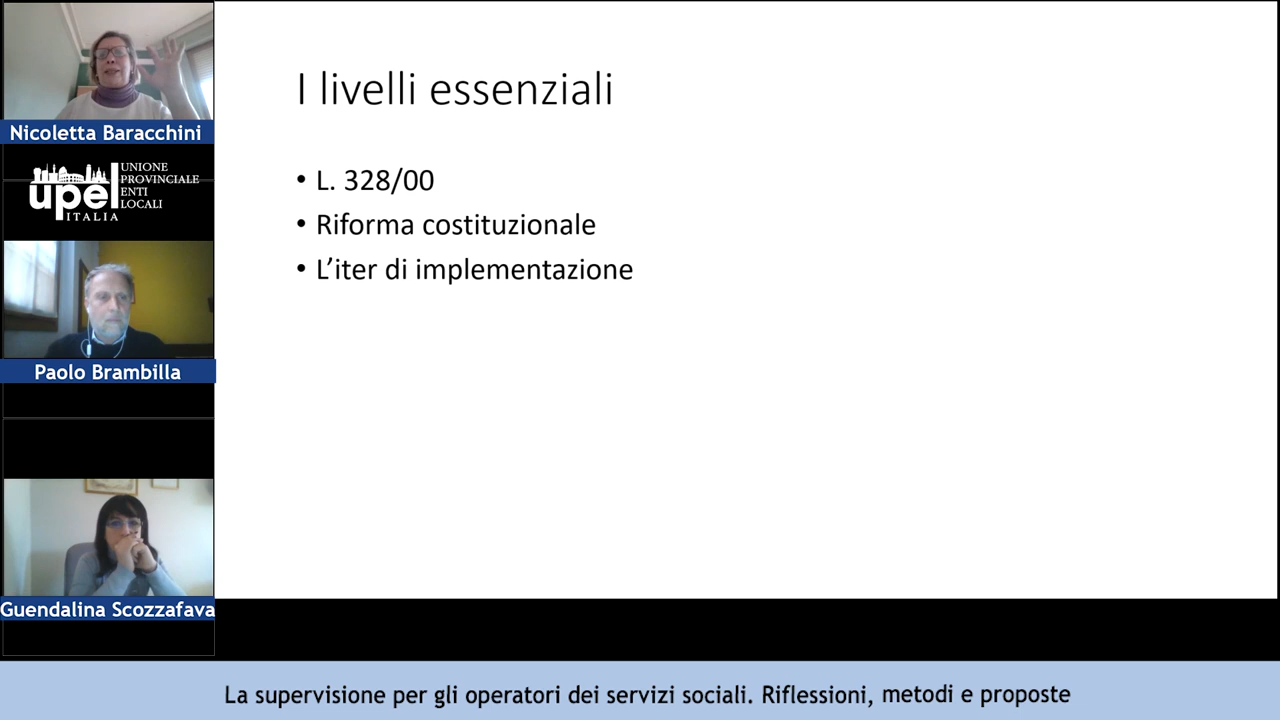 Nicoletta Baracchini
upel
ITALIA
UNIONE
PROVINCIALE
ENTI
LOCALI
Paolo Brambilla
Guendalina Scozzafava
I livelli essenziali
• L. 328/00
• Riforma costituzionale
• L’iter di implementazione
La supervisione per gli operatori dei servizi sociali. Riflessioni, metodi e proposte